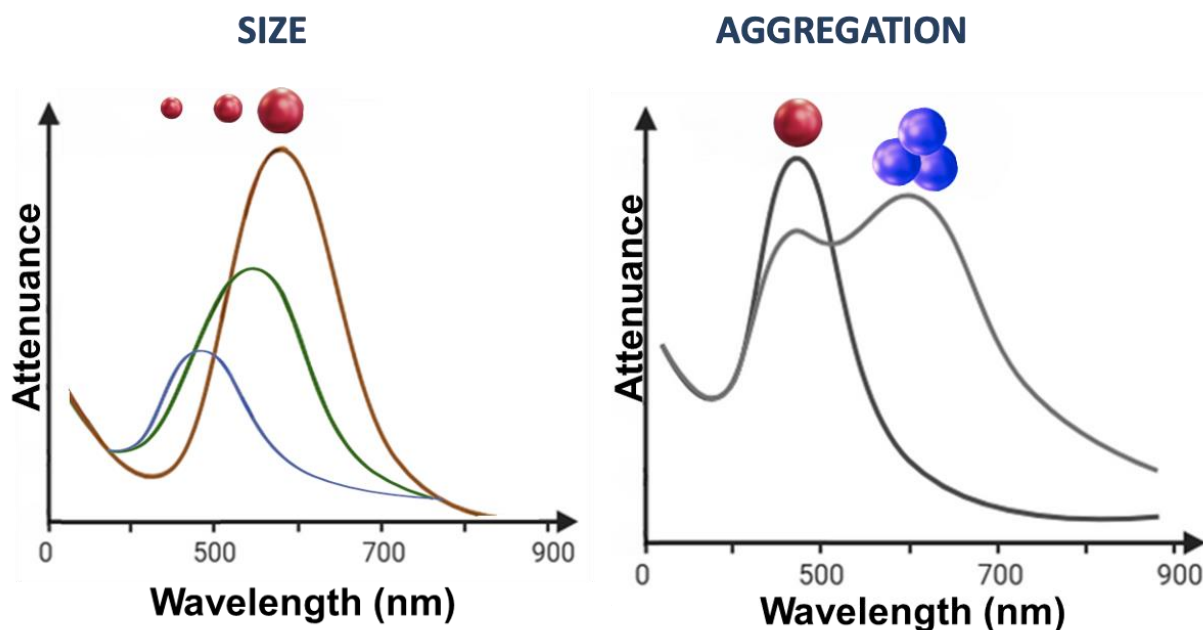 SIZE
Attenuance
0 500 700 900
Wavelength (nm)
AGGREGATION
Attenuance
0 500 700 900
Wavelength (nm)